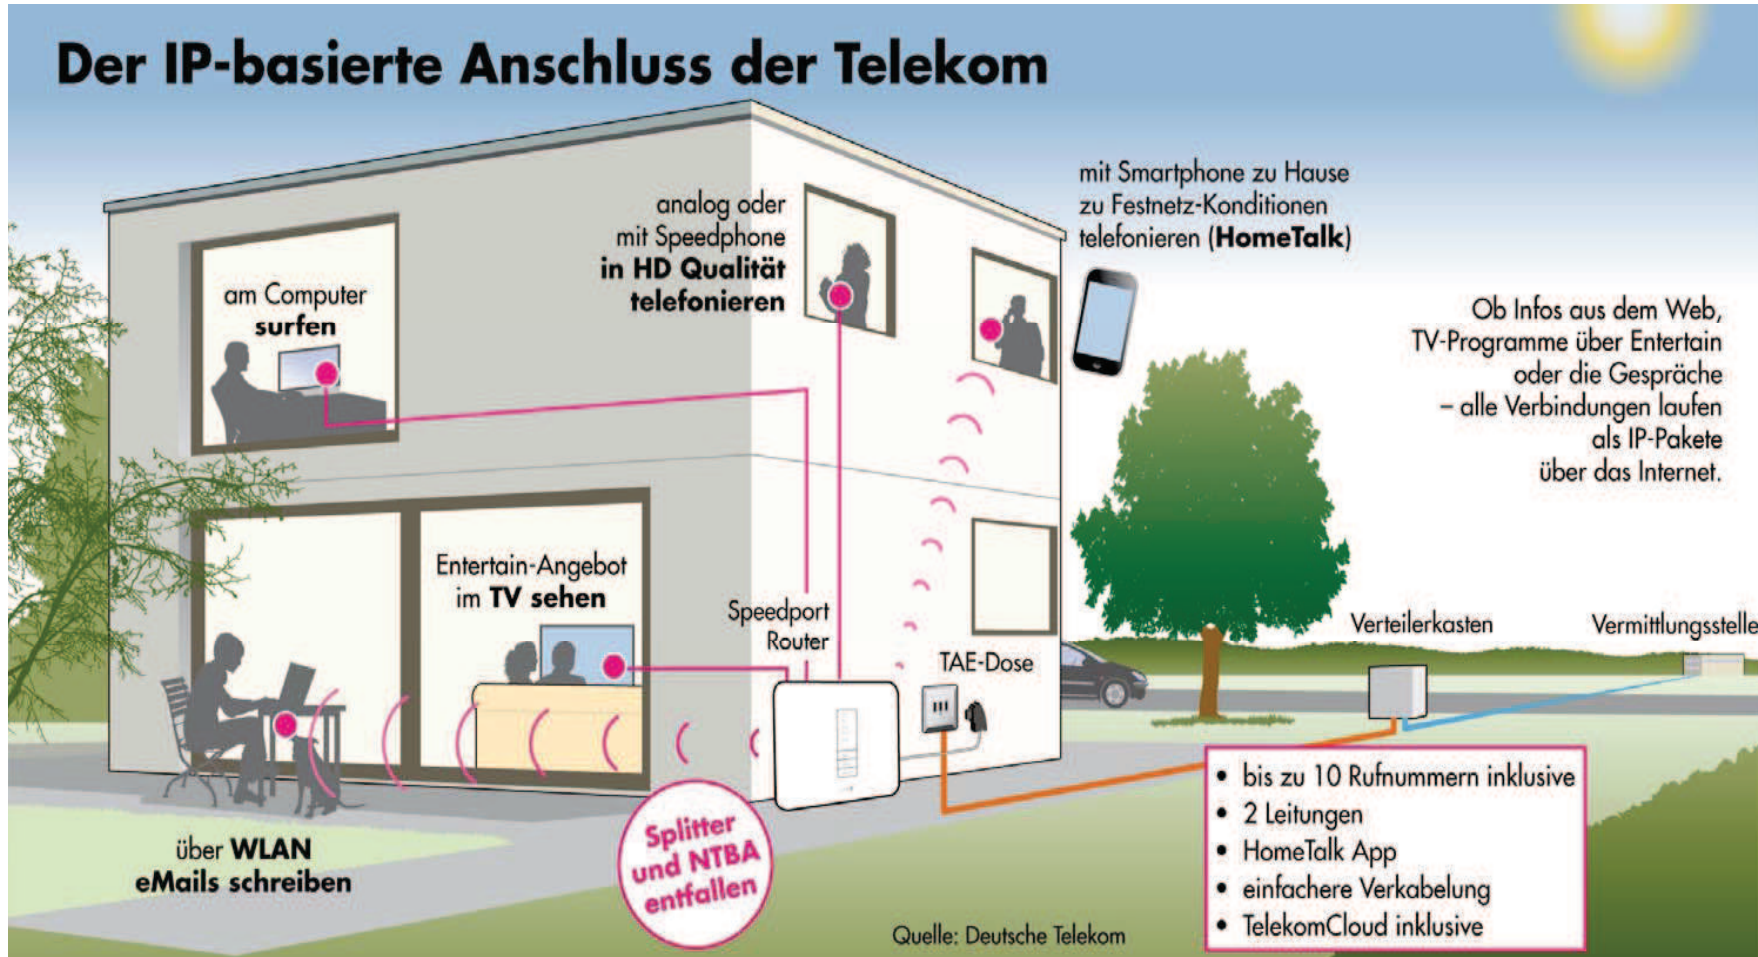 Der IP-basierte Anschluss der Telekom
mit Smartphone zu Hause
zu Festnetz-Konditionen
telefonieren (HomeTalk)
analog oder
mit Speedphone
in HD Qualität
telefonieren
am Computer
surfen
Ob Infos aus dem Web,
TV-Programme über Entertain
oder die Gespräche
– alle Verbindungen laufen
als IP-Pakete
über das Internet.
Entertain-Angebot
im TV sehen
Speedport
Router
TAE-Dose
Verteilerkasten
Vermittlungsstelle
über WLAN
eMails schreiben
Splitter
und NTBA
entfallen
• bis zu 10 Rufnummern inklusive
• 2 Leitungen
• HomeTalk App
• einfachere Verkabelung
• TelekomCloud inklusive
Quelle: Deutsche Telekom